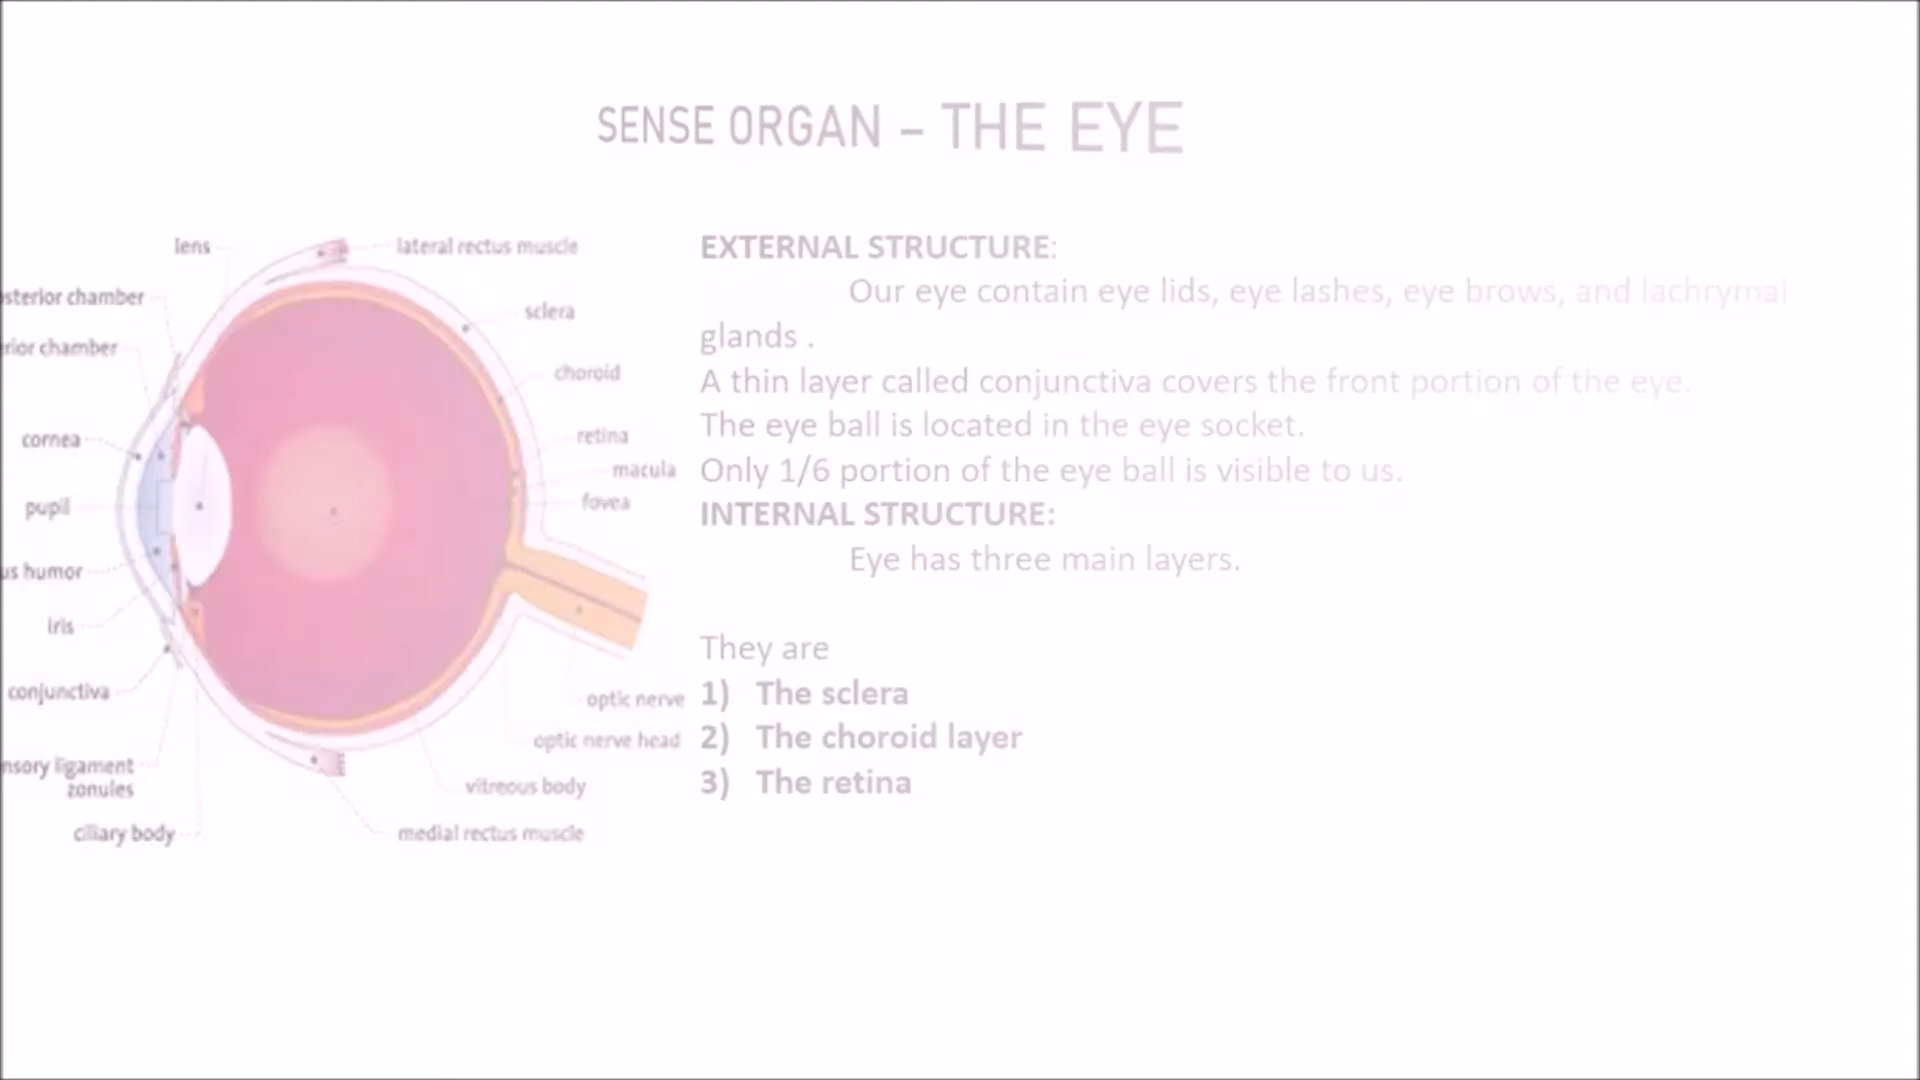 SENSE ORGAN – THE EYE
lens
lateral rectus muscle
sterior chamber
sclera
rior chamber
choroid
cornea
retina
macula
pupil
fovea
us humor
iris
conjunctiva
optic nerve
optic nerve head
nsory ligament
zonules
vitreous body
ciliary body
medial rectus muscle
EXTERNAL STRUCTURE:
Our eye contain eye lids, eye lashes, eye brows, and lachrymal
glands .
A thin layer called conjunctiva covers the front portion of the eye.
The eye ball is located in the eye socket.
Only 1/6 portion of the eye ball is visible to us.
INTERNAL STRUCTURE:
Eye has three main layers.
They are
1) The sclera
2) The choroid layer
3) The retina